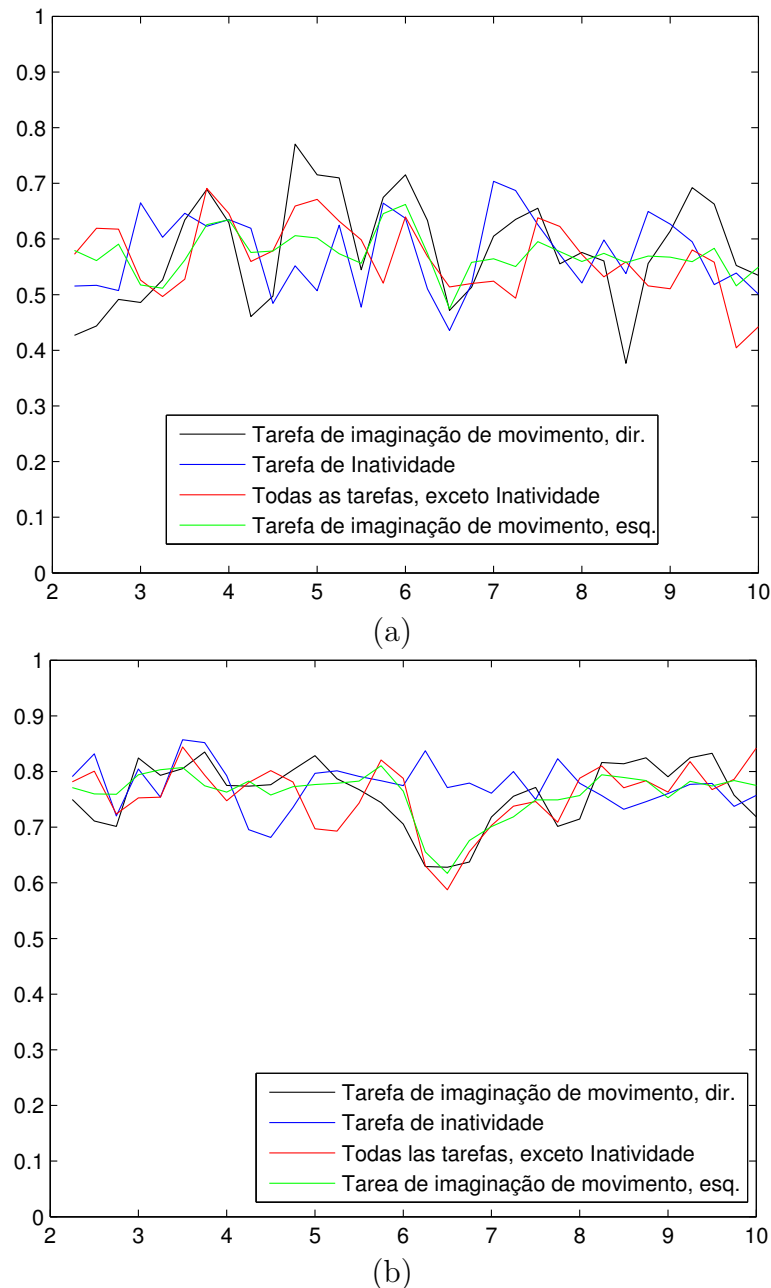 1
0.9
0.8
0.7
0.6
0.5
0.4
0.3
0.2
0.1
0
Tarefa de imaginação de movimento, dir.
Tarefa de Inatividade
Todas as tarefas, exceto Inatividade
Tarefa de imaginação de movimento, esq.
2 3 4 5 6 7 8 9 10
(a)
1
0.9
0.8
0.7
0.6
0.5
0.4
0.3
0.2
0.1
0
Tarefa de imaginação de movimento, dir.
Tarefa de inatividade
Todas las tarefas, exceto Inatividade
Tarea de imaginação de movimento, esq.
2 3 4 5 6 7 8 9 10
(b)